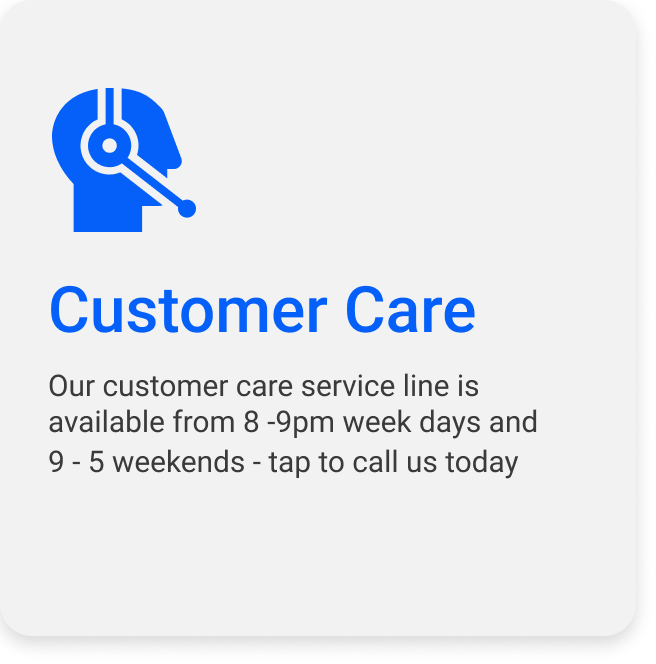 Customer Care
Our customer care service line is
available from 8 -9pm week days and
9 - 5 weekends - tap to call us today